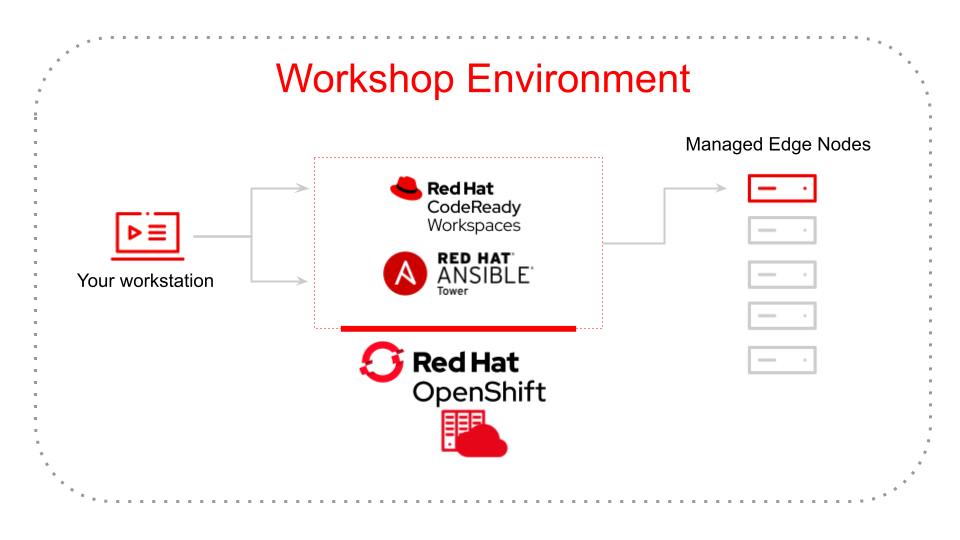 Workshop Environment
Managed Edge Nodes
Your workstation
Red Hat
CodeReady
Workspaces
RED HAT®
ANSIBLE®
Tower
Red Hat
OpenShift